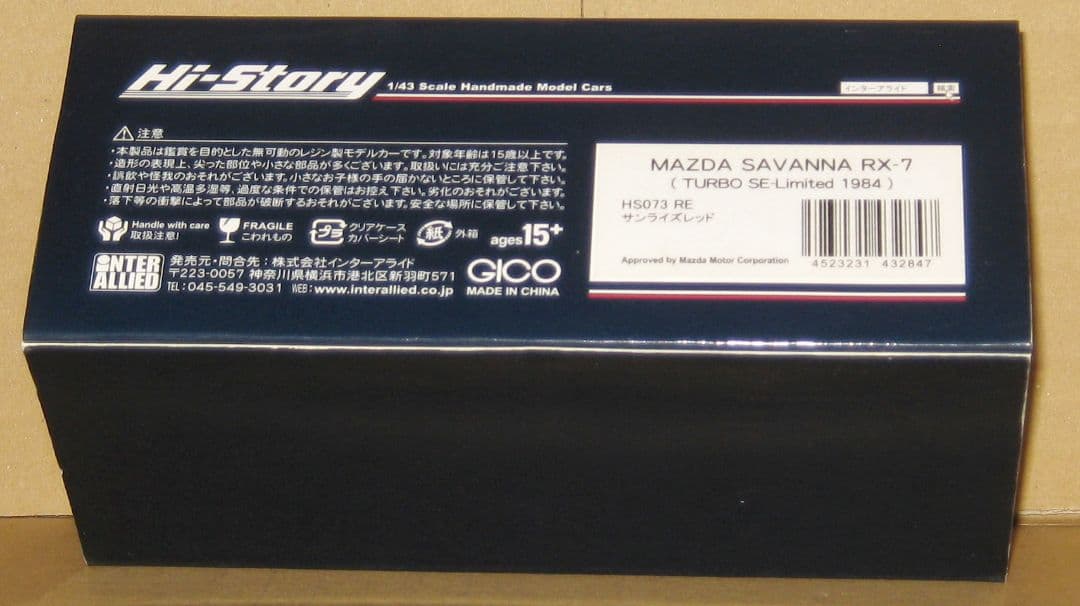 Hi-Story
1/43 Scale Handmade Model Cars
インターアライド 検索
注意
・本製品は鑑賞を目的とした無可動のレジン製モデルカーです。対象年齢は15歳以上です。
・造形の表現上、尖った部位や小さな部品が多くございます。取扱いには充分ご注意下さい。
・誤飲や怪我のおそれがございます。小さなお子様の手の届かないところに保管して下さい。
・直射日光や高温多湿等、過度な条件での保管はお控え下さい。劣化のおそれがございます。
・落下等の衝撃によって部品が破損するおそれがございます。安全な場所に保管して下さい。
Handle with care
取扱注意!
FRAGILE
こわれもの
プラ
クリアケース
カバーシート
紙
外箱
ages15+
INTER
ALLIED
発売元・問合先:株式会社インターアライド
〒223-0057 神奈川県横浜市港北区新羽町571
TEL:045-549-3031 WEB:www.interallied.co.jp
GICO
MADE IN CHINA
MAZDA SAVANNA RX-7
( TURBO SE-Limited 1984 )
HS073 RE
サンライズレッド
Approved by Mazda Motor Corporation
4523231 432847